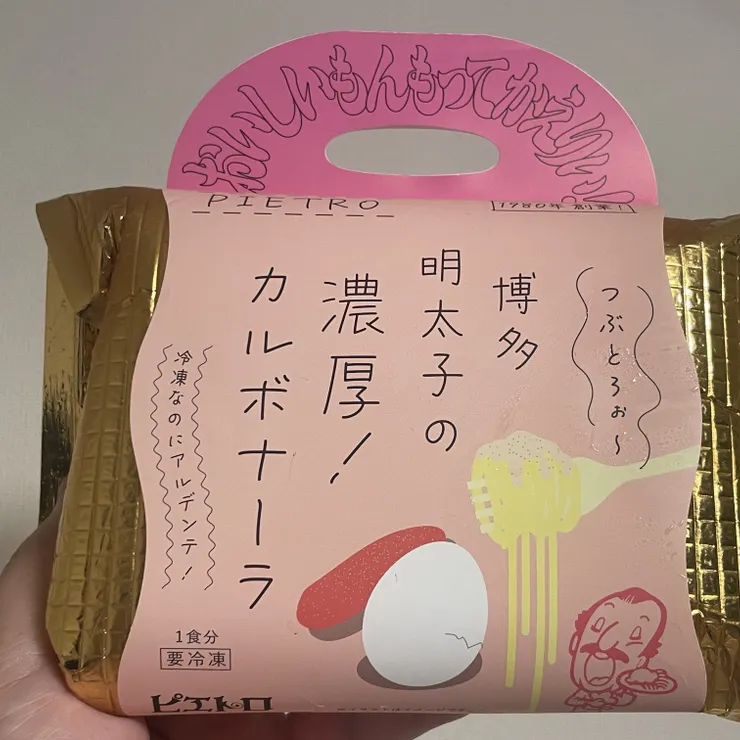 おいしいもんもってかえりィ!
PIETRO
1980年 創業!
つぶとろぉ〜
博多
明太子の
濃厚!
カルボナーラ
冷凍なのにアルデンテ!
1食分
要冷凍
ピエトロ